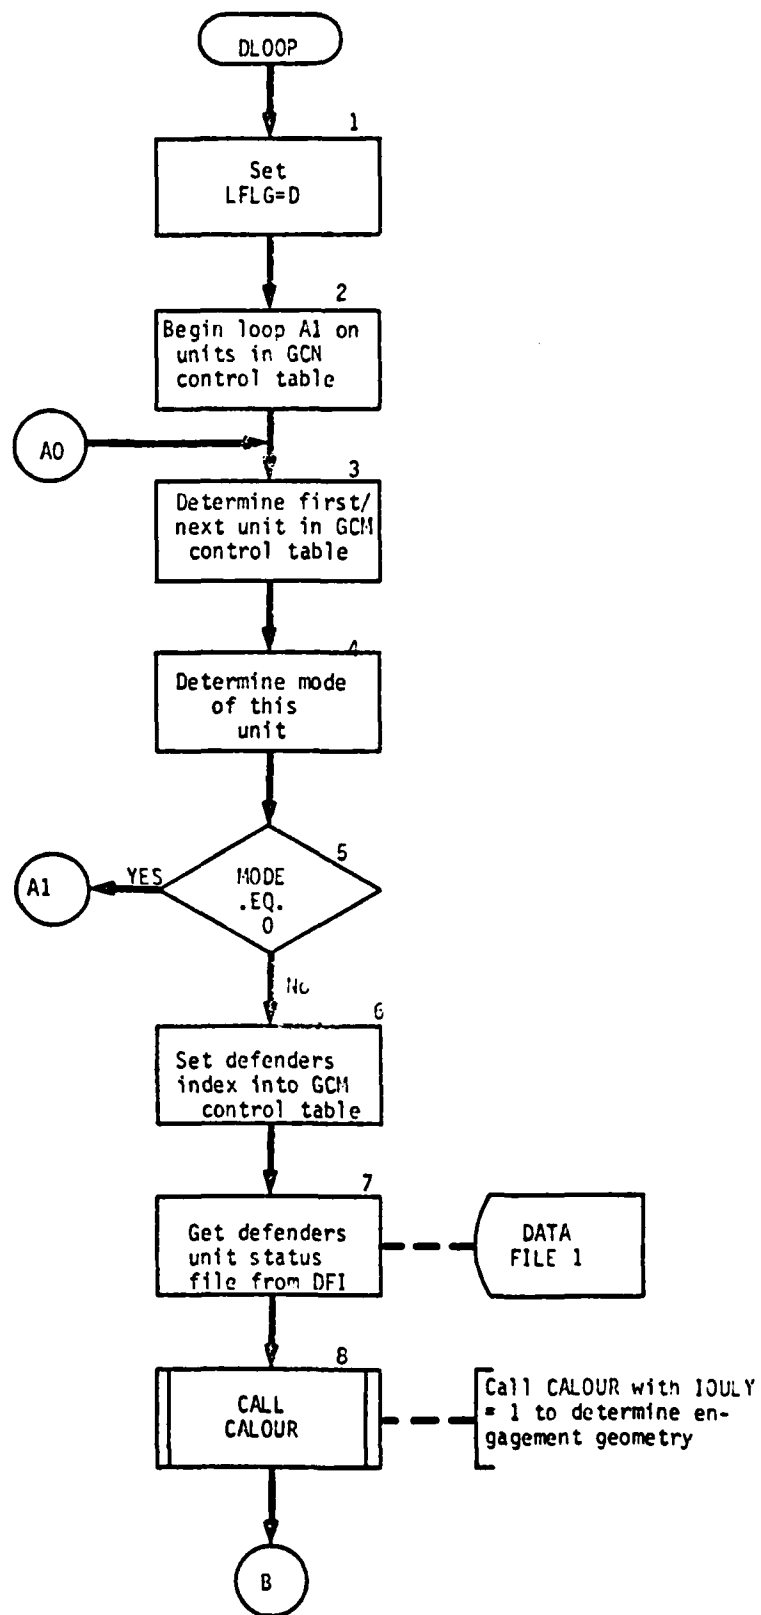 DLOOP
1
Set
LFLG=D
2
Begin loop A1 on
units in GCN
control table
A0
3
Determine first/
next unit in GCM
control table
4
Determine mode
of this
unit
5
MODE
.EQ.
0
YES
A1
No
6
Set defenders
index into GCM
control table
7
Get defenders
unit status
file from DFI
DATA
FILE 1
8
CALL
CALOUR
Call CALOUR with
= 1 to determine en-
gagement geometry
B